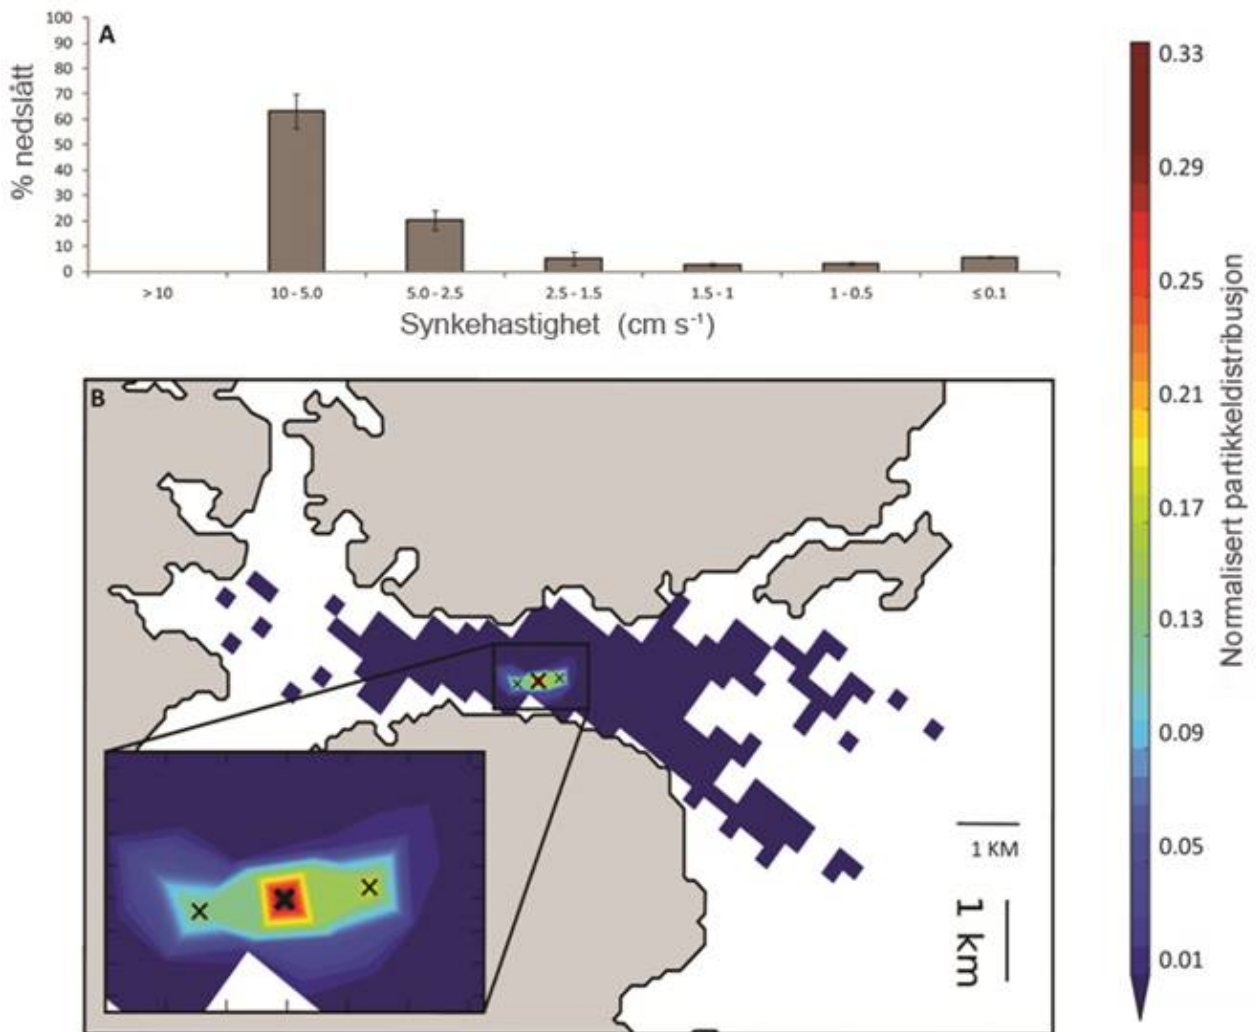 A
% nedslått
100
90
80
70
60
50
40
30
20
10
0
>10
10 - 5.0
5.0 - 2.5
2.5 - 1.5
1.5 - 1
1 - 0.5
≤ 0.1
Synkehastighet (cm s⁻¹)
B
1 KM
1 km
0.33
0.29
0.25
0.21
0.17
0.13
0.09
0.05
0.01
Normalisert partikkeldistribusjon